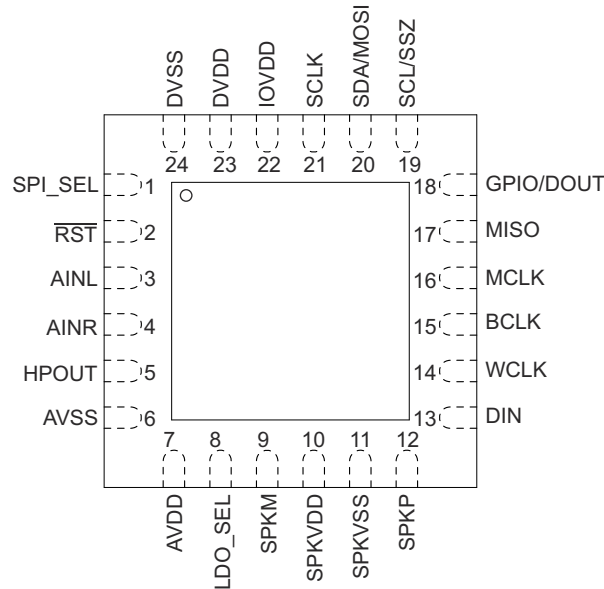 DVSS
DVDD
IOVDD
SCLK
SDA/MOSI
SCL/SSZ
24 23 22 21 20 19
SPI_SEL 1 18 GPIO/DOUT
RST 2 17 MISO
AINL 3 16 MCLK
AINR 4 15 BCLK
HPOUT 5 14 WCLK
AVSS 6 13 DIN
7 8 9 10 11 12
AVDD
LDO_SEL
SPKM
SPKVDD
SPKVSS
SPKP